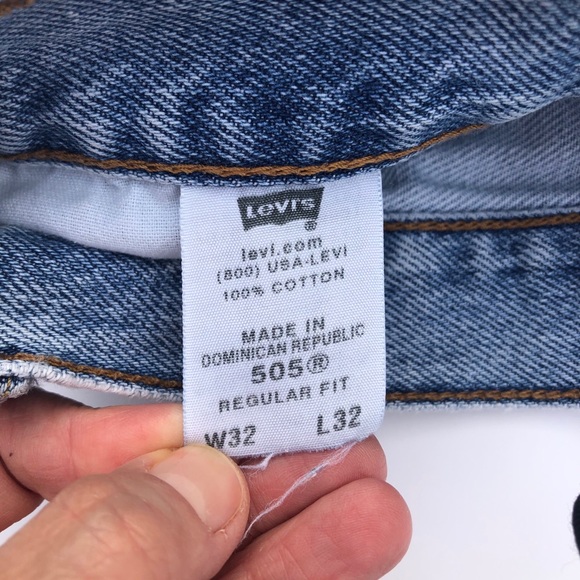 Levi's
®
levi.com
(800) USA-LEVI
100% COTTON
MADE IN
DOMINICAN REPUBLIC
505®
REGULAR FIT
W32 L32